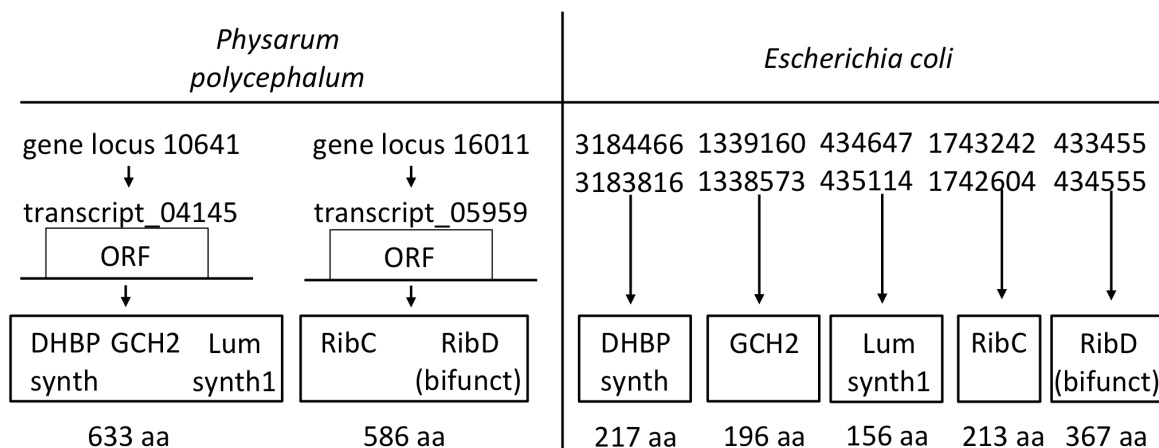 Physarum
polycephalum
Escherichia coli
gene locus 10641
gene locus 16011
3184466 1339160 434647 1743242 433455
3183816 1338573 435114 1742604 434555
transcript_04145
transcript_05959
ORF
ORF
DHBP GCH2 Lum
synth synth1
RibC RibD
(bifunct)
DHBP
synth
GCH2
Lum
synth1
RibC
RibD
(bifunct)
633 aa
586 aa
217 aa
196 aa
156 aa
213 aa
367 aa